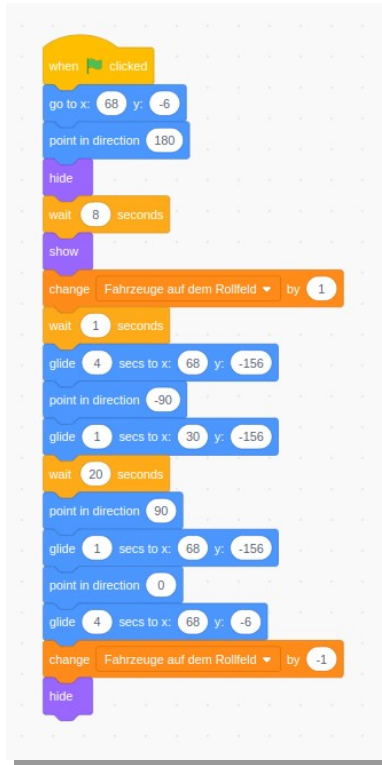 when clicked
go to x: 68 y: -6
point in direction 180
hide
wait 8 seconds
show
change Fahrzeuge auf dem Rollfeld by 1
wait 1 seconds
glide 4 secs to x: 68 y: -156
point in direction -90
glide 1 secs to x: 30 y: -156
wait 20 seconds
point in direction 90
glide 1 secs to x: 68 y: -156
point in direction 0
glide 4 secs to x: 68 y: -6
change Fahrzeuge auf dem Rollfeld by -1
hide